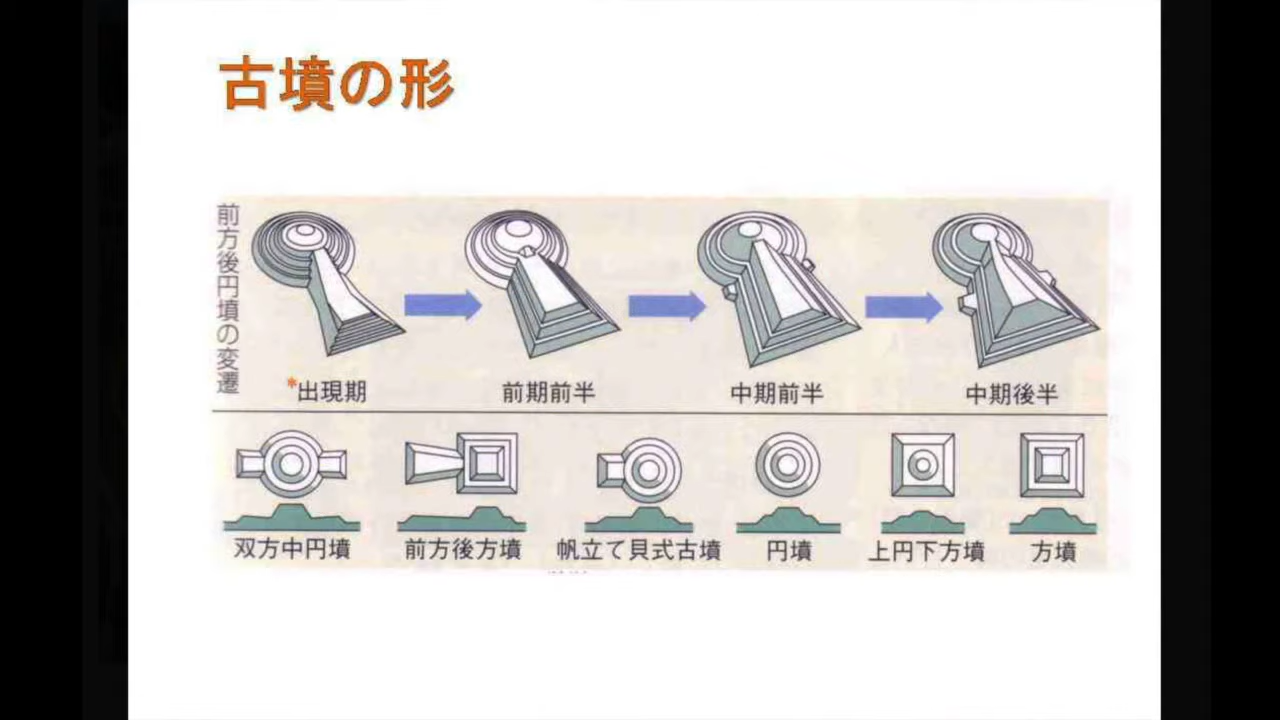 古墳の形
前方後円墳の変遷
*出現期
前期前半
中期前半
中期後半
双方中円墳
前方後方墳
帆立て貝式古墳
円墳
上円下方墳
方墳